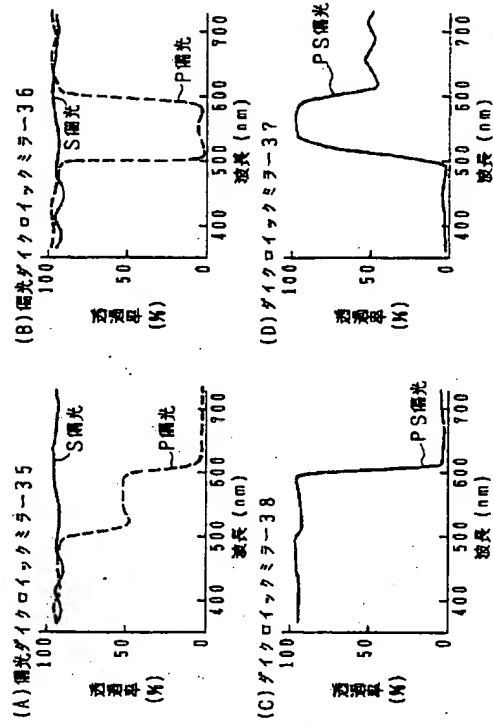 (A) 偏光ダイクロイックミラー35
透過率
(%)
100
50
0
S偏光
P偏光
400
500
600
700
波長 (nm)
(B) 偏光ダイクロイックミラー36
透過率
(%)
100
50
0
S偏光
P偏光
400
500
600
700
波長 (nm)
(C) ダイクロイックミラー38
透過率
(%)
100
50
0
PS偏光
400
500
600
700
波長 (nm)
(D) ダイクロイックミラー37
透過率
(%)
100
50
0
PS偏光
400
500
600
700
波長 (nm)